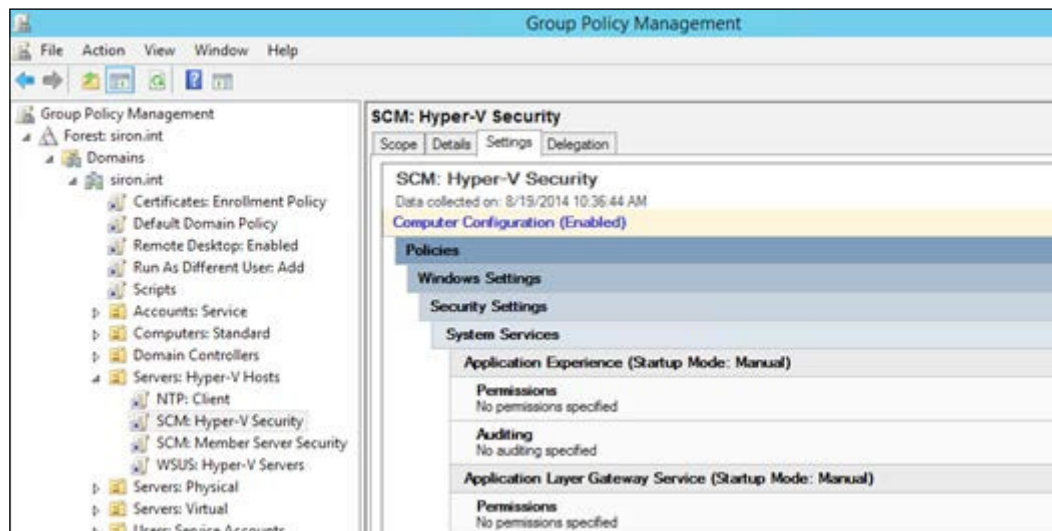 Group Policy Management
File Action View Window Help
Group Policy Management
Forest: siron.int
Domains
siron.int
Certificates: Enrollment Policy
Default Domain Policy
Remote Desktop: Enabled
Run As Different User: Add
Scripts
Accounts: Service
Computers: Standard
Domain Controllers
Servers: Hyper-V Hosts
NTP: Client
SCM: Hyper-V Security
SCM: Member Server Security
WSUS: Hyper-V Servers
Servers: Physical
Servers: Virtual
Users: Service Accounts
SCM: Hyper-V Security
Scope Details Settings Delegation
SCM: Hyper-V Security
Data collected on: 8/19/2014 10:36:44 AM
Computer Configuration (Enabled)
Policies
Windows Settings
Security Settings
System Services
Application Experience (Startup Mode: Manual)
Permissions
No permissions specified
Auditing
No auditing specified
Application Layer Gateway Service (Startup Mode: Manual)
Permissions
No permissions specified